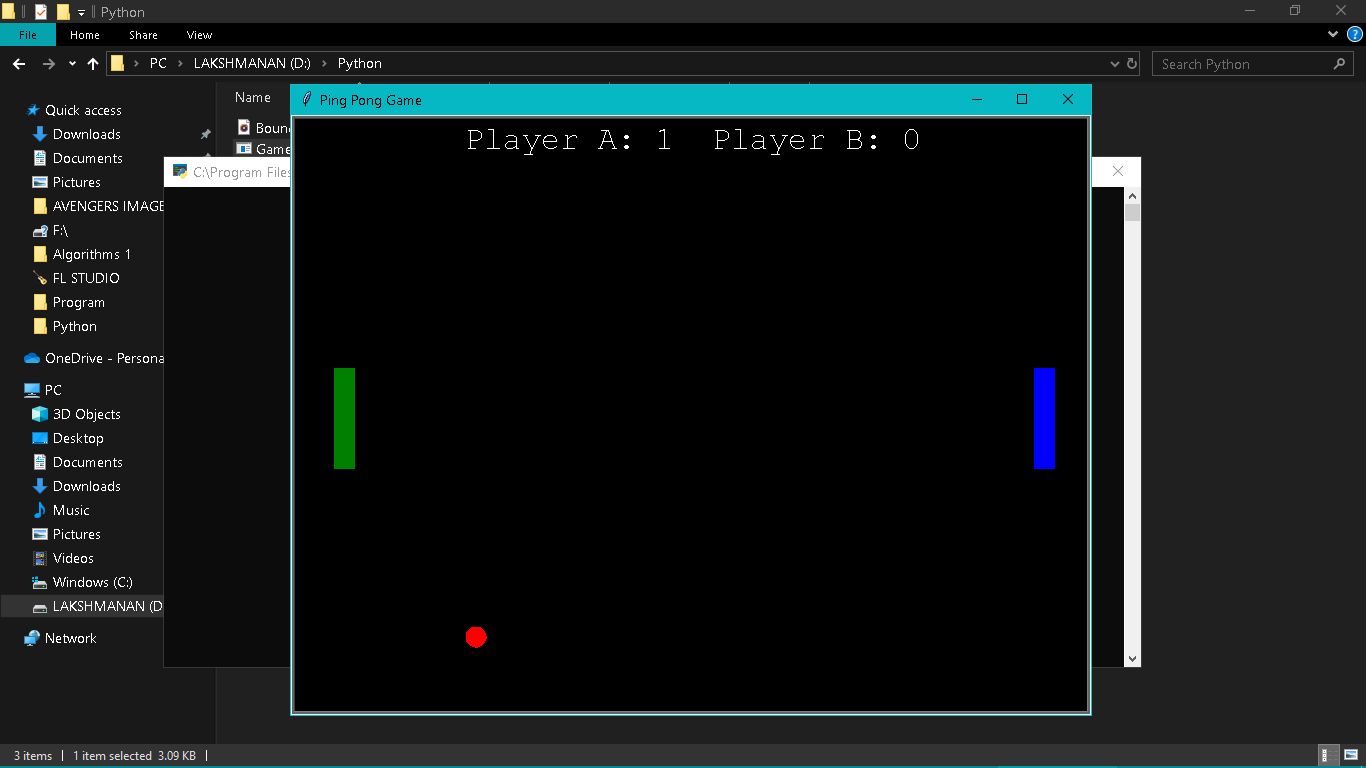 Python
File Home Share View
PC LAKSHMANAN (D:) Python
Search Python
Name
Quick access
Downloads
Documents
Pictures
AVENGERS IMAGE
F:\
Algorithms 1
FL STUDIO
Program
Python
OneDrive - Persona
PC
3D Objects
Desktop
Documents
Downloads
Music
Pictures
Videos
Windows (C:)
LAKSHMANAN (D
Network
Boun
Game
C:\Program Files
Ping Pong Game
Player A: 1 Player B: 0
3 items 1 item selected 3.09 KB